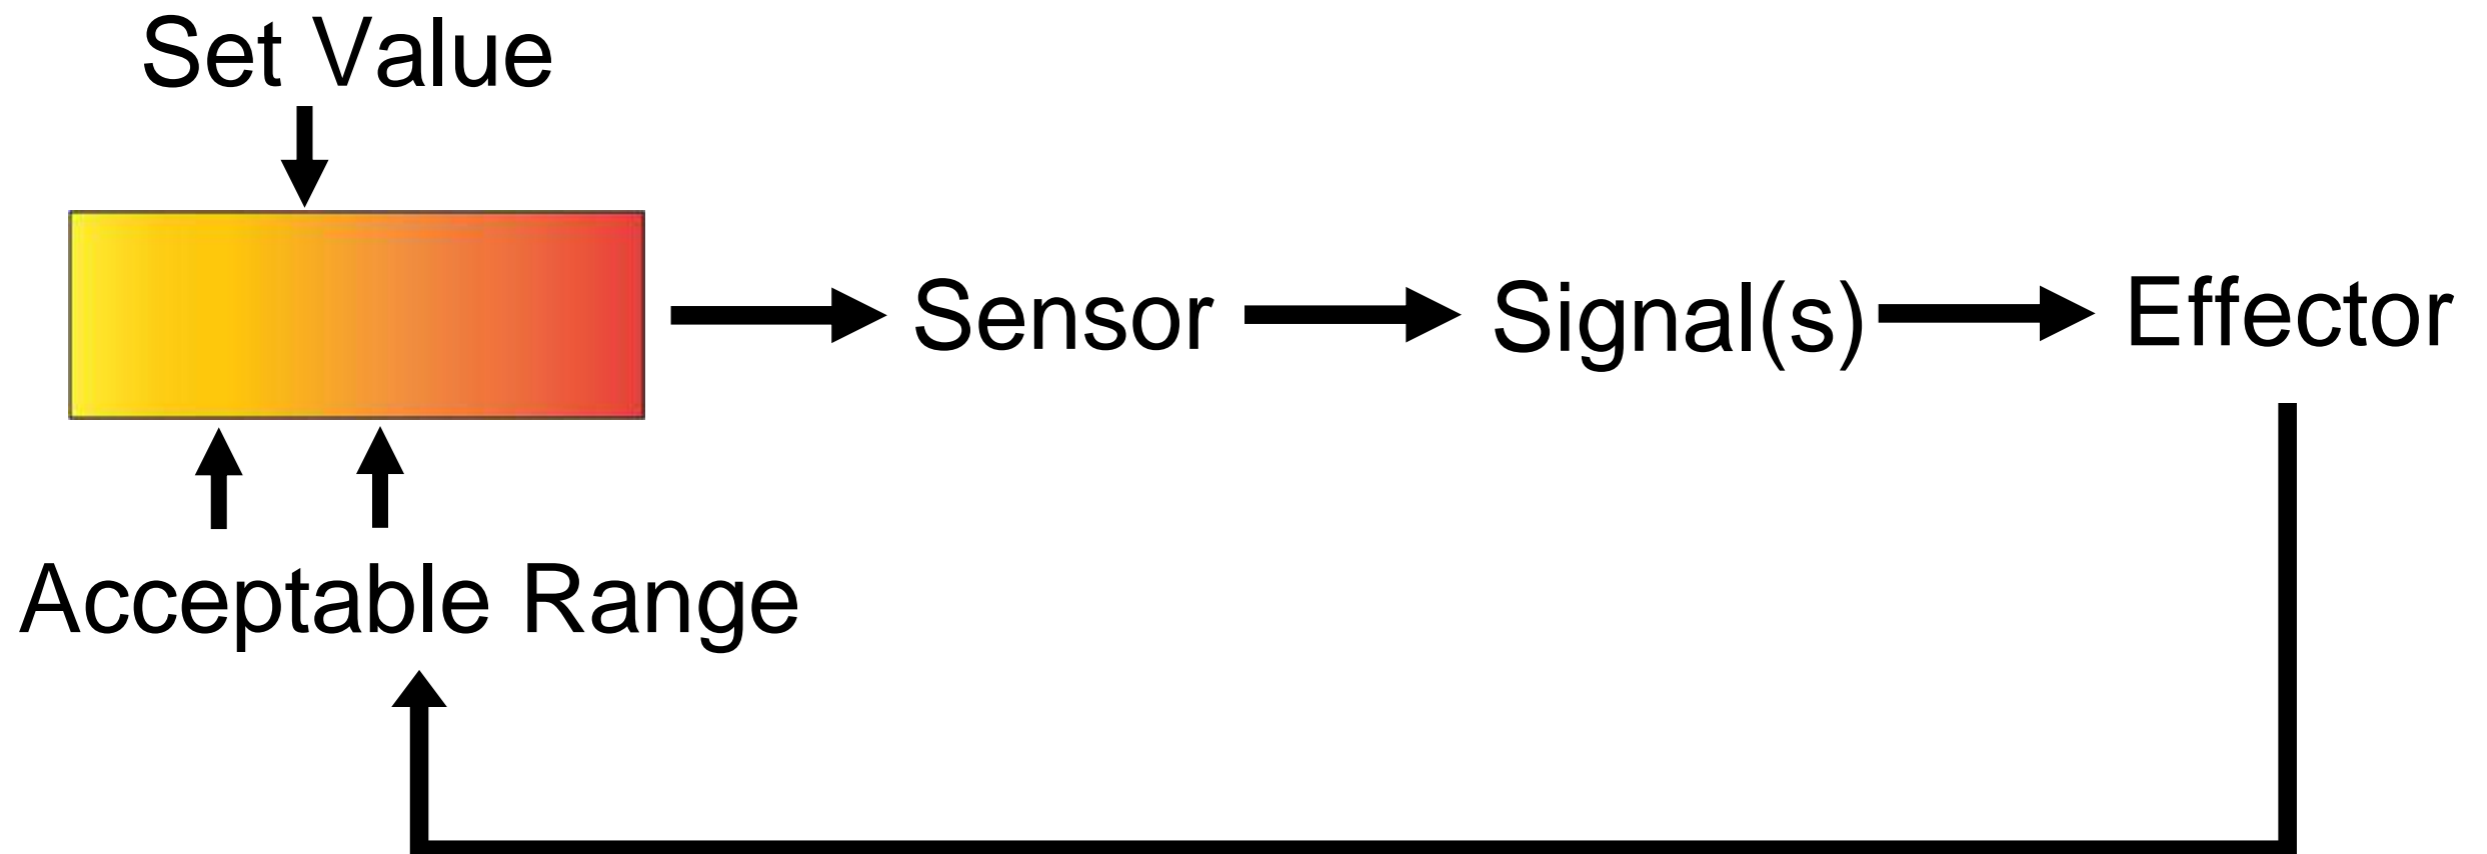 Set Value
Sensor
Signal(s)
Effector
Acceptable Range